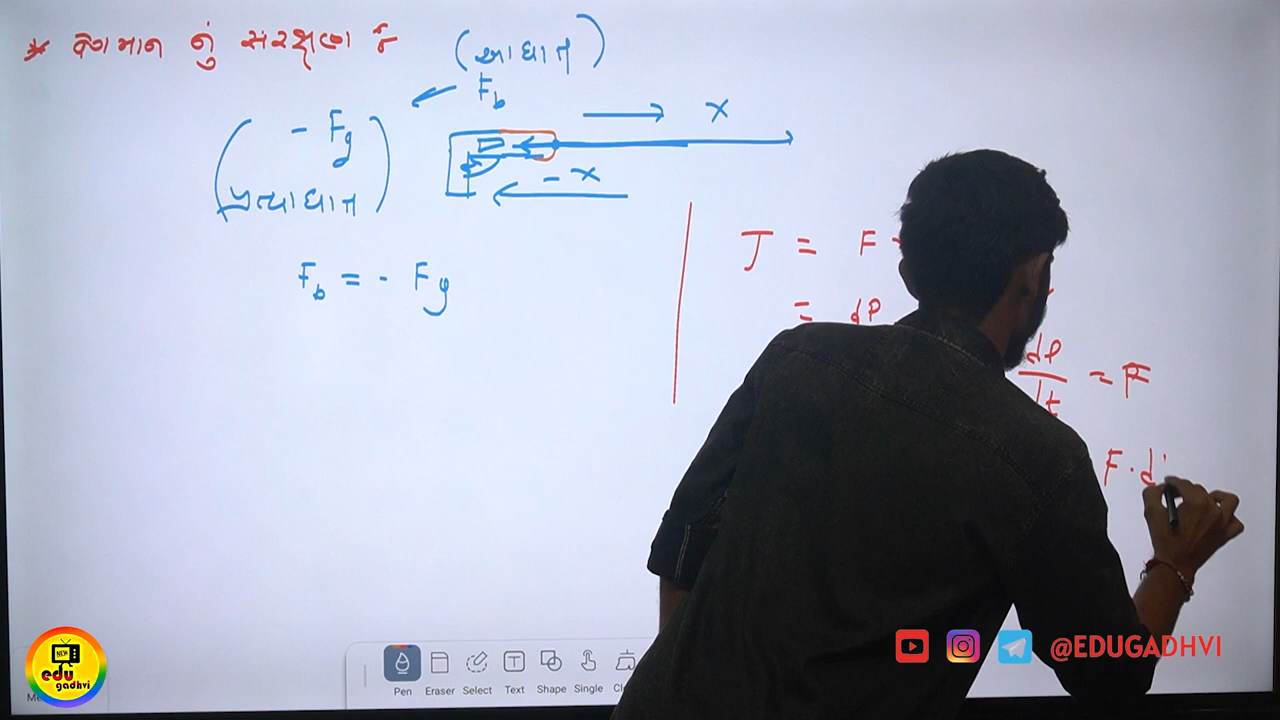 * વેગમાન નું સંરક્ષણ :
(આઘાત)
F_b
- F_g
(પ્રત્યાઘાત)
x
- x
F_b = - F_g
J = F ·
= dP
dP/dt = F
F · d
Pen Eraser Select Text Shape Single
NEW
edu
gadhvi
@EDUGADHVI